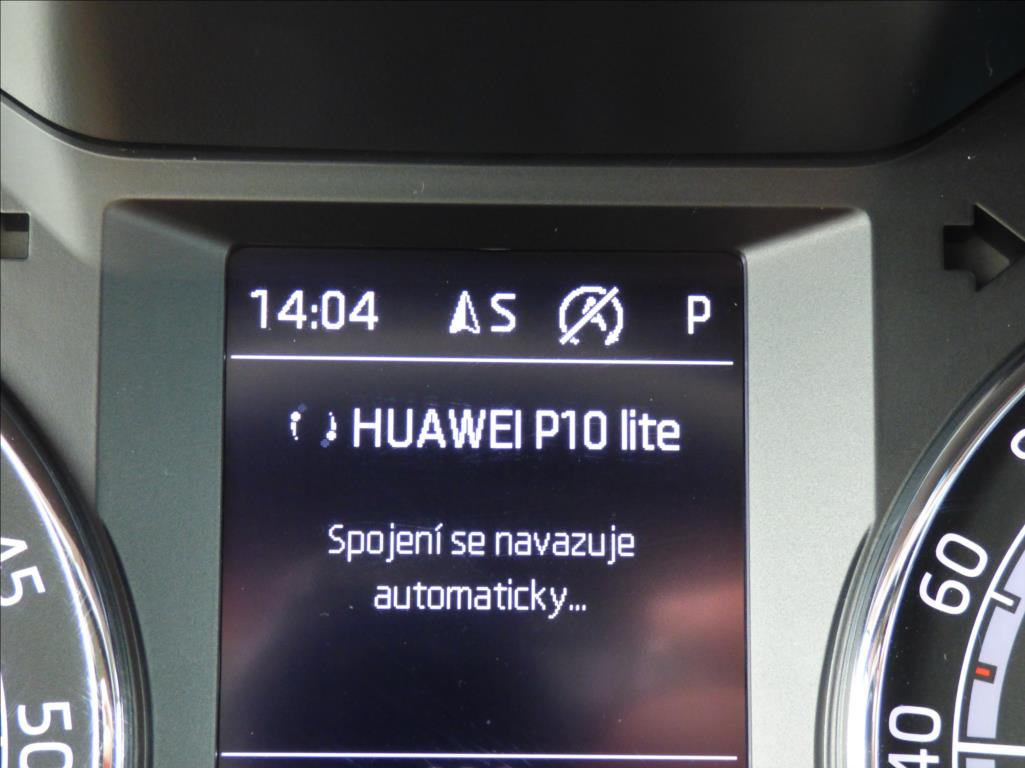 14:04 S P
HUAWEI P10 lite
Spojení se navazuje
automaticky...
45
50
60
40